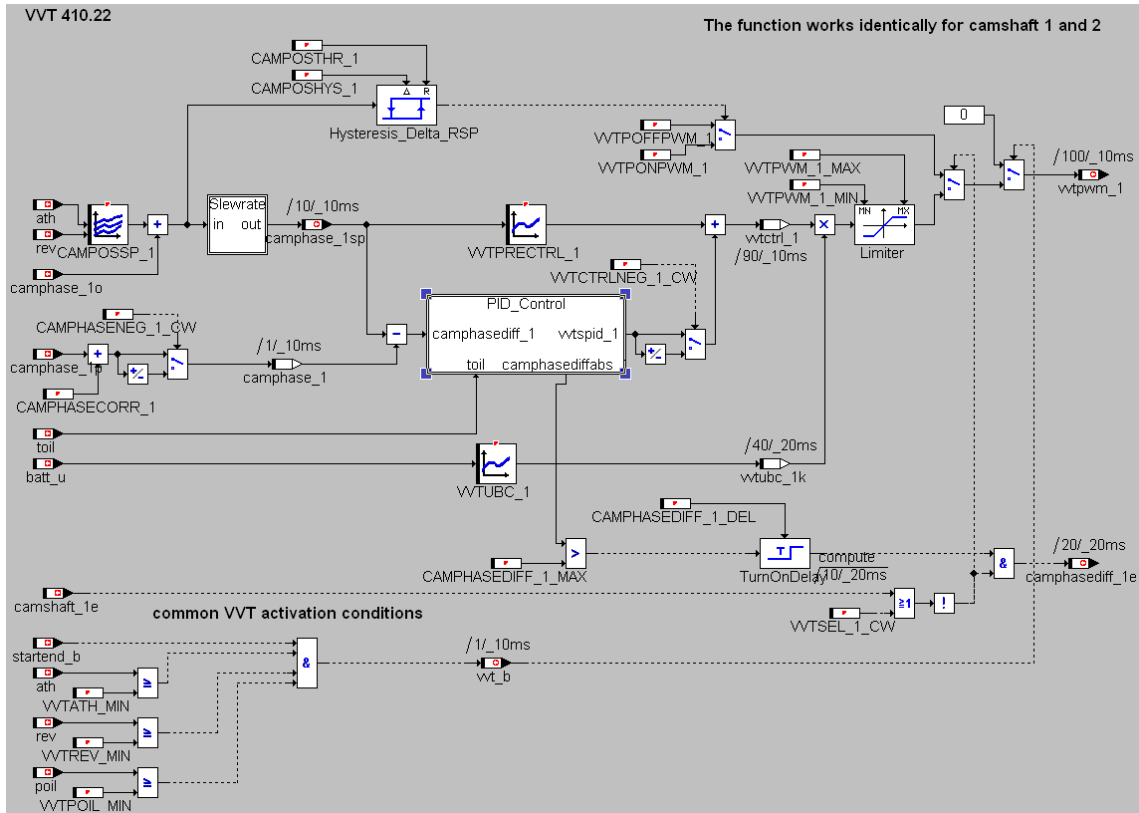 VVT 410.22
The function works identically for camshaft 1 and 2
CAMPOSTHR_1
CAMPOSHYS_1
Δ R
Hysteresis_Delta_RSP
VVTPOFFPWM_1
VVTPONPWM_1
0
VVTPWM_1_MAX
VVTPWM_1_MIN
/100/_10ms
vvtpwm_1
ath
rev
CAMPOSSP_1
+
Slewrate
in out
/10/_10ms
camphase_1sp
VVTPRECTRL_1
+
vvtctrl_1
/90/_10ms
×
MN MX
Limiter
camphase_1o
VVTCTRLNEG_1_CW
PID_Control
camphasediff_1
vvtspid_1
toil camphasediffabs
+/-
CAMPHASENEG_1_CW
camphase_1p
+
+/-
/1/_10ms
camphase_1
-
CAMPHASECORR_1
toil
batt_u
VVTUBC_1
/40/_20ms
vvtubc_1k
CAMPHASEDIFF_1_DEL
CAMPHASEDIFF_1_MAX
>
T
TurnOnDelay
compute
/10/_20ms
&
/20/_20ms
camphasediff_1e
camshaft_1e
common VVT activation conditions
VVTSEL_1_CW
≥1
!
startend_b
ath
VVTATH_MIN
≥
&
/1/_10ms
vvt_b
rev
VVTREV_MIN
≥
poil
VVTPOIL_MIN
≥